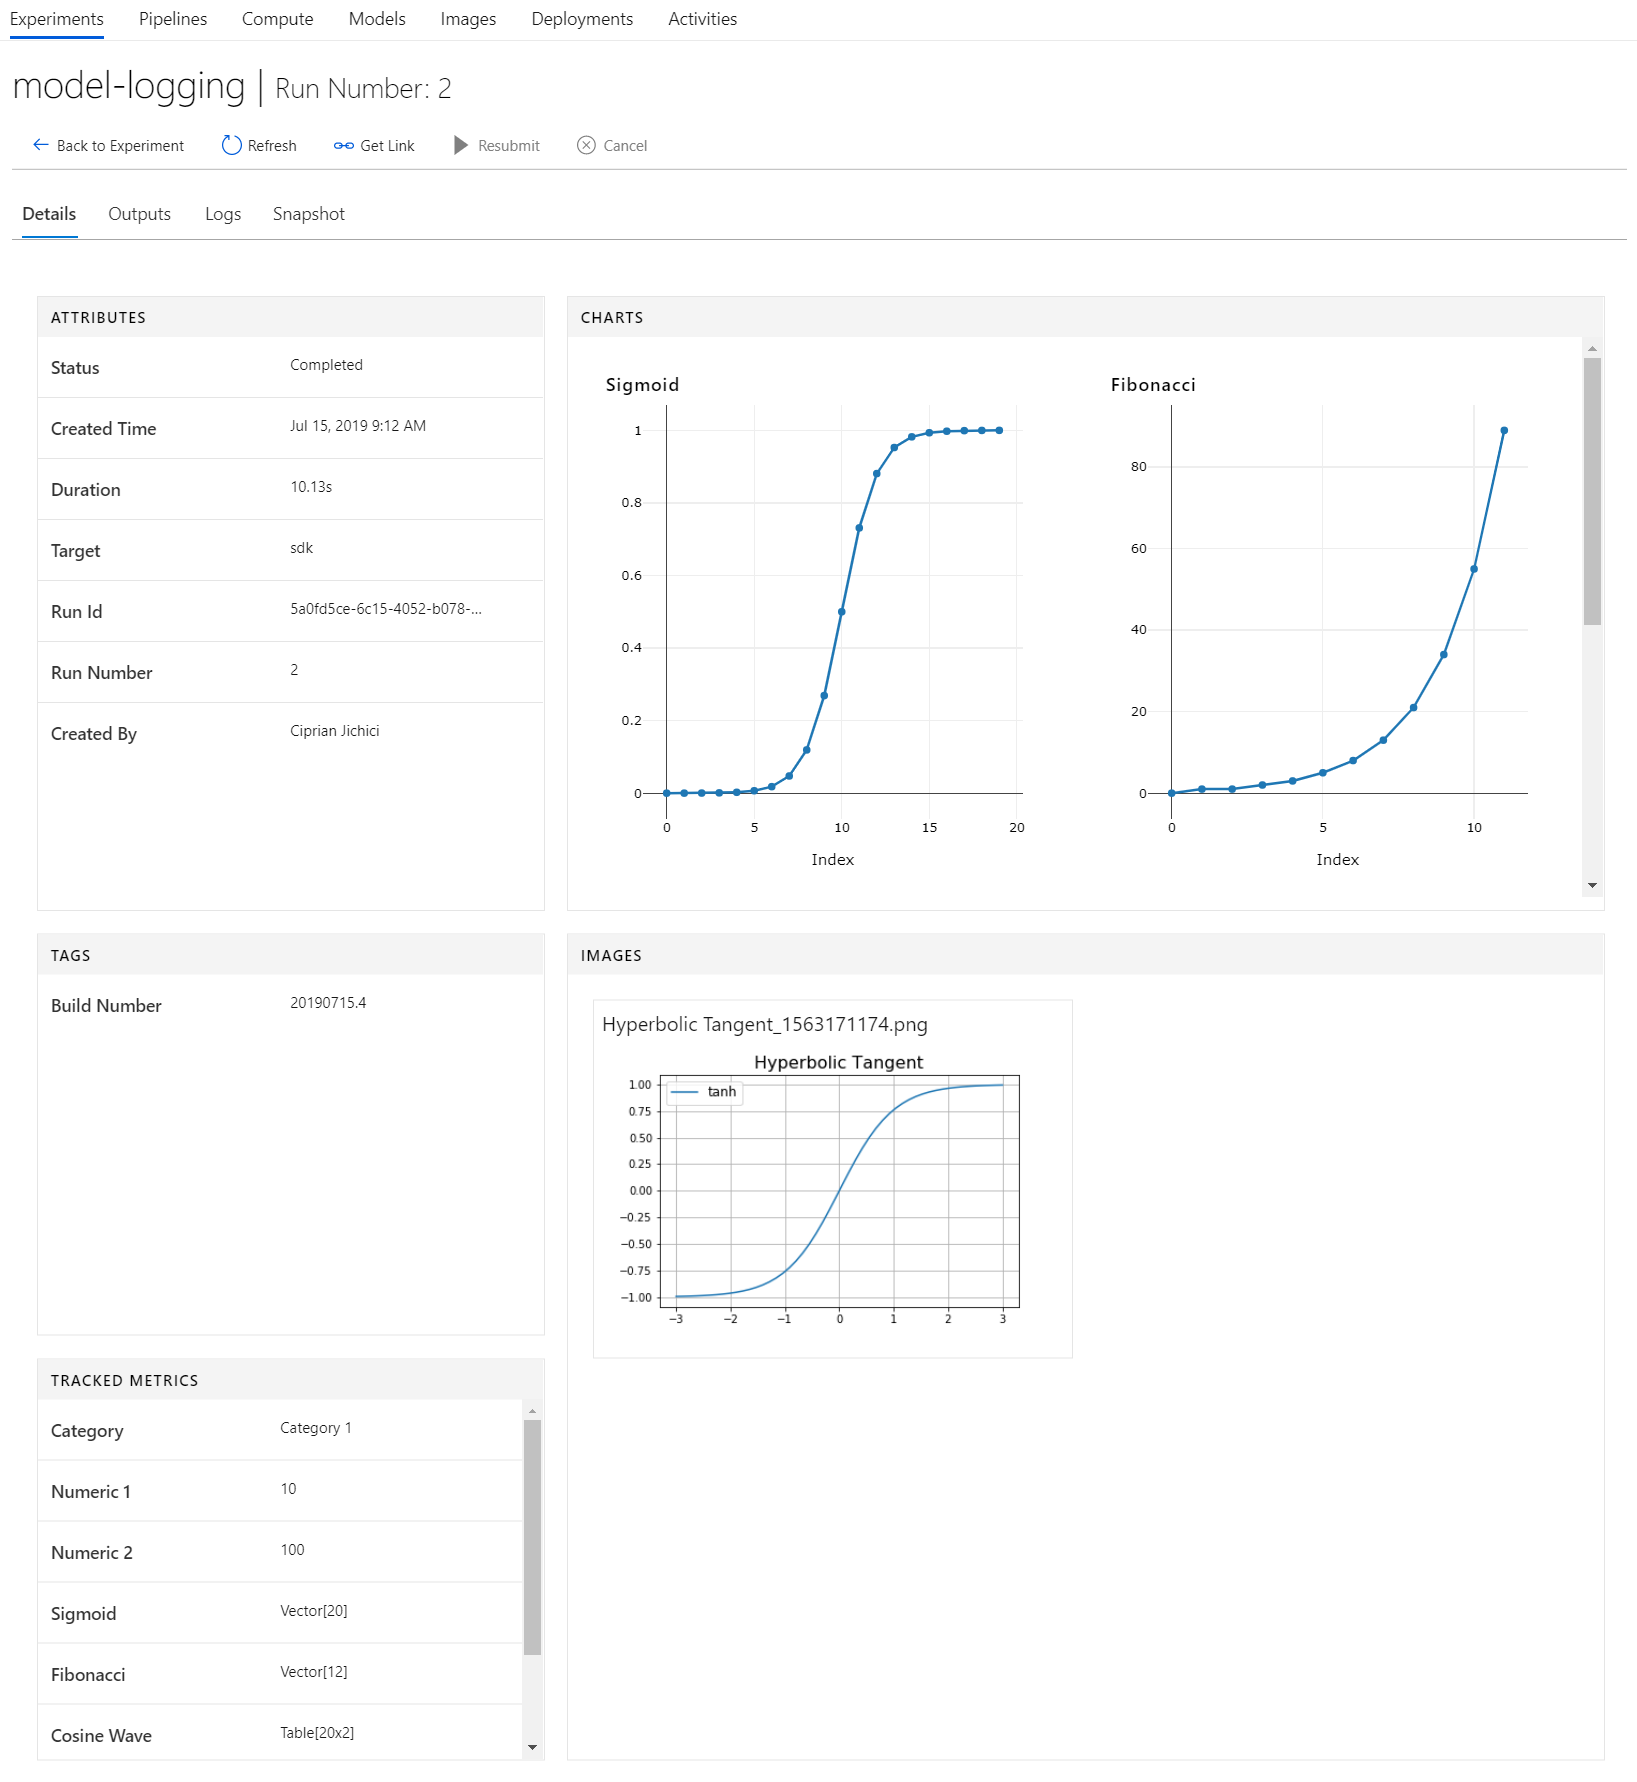 Experiments Pipelines Compute Models Images Deployments Activities
model-logging | Run Number: 2
Back to Experiment Refresh Get Link Resubmit Cancel
Details Outputs Logs Snapshot
ATTRIBUTES
Status Completed
Created Time Jul 15, 2019 9:12 AM
Duration 10.13s
Target sdk
Run Id 5a0fd5ce-6c15-4052-b078-...
Run Number 2
Created By Ciprian Jichici
CHARTS
Sigmoid
1
0.8
0.6
0.4
0.2
0
0 5 10 15 20
Index
Fibonacci
80
60
40
20
0
0 5 10
Index
TAGS
Build Number 20190715.4
IMAGES
Hyperbolic Tangent_1563171174.png
Hyperbolic Tangent
tanh
1.00
0.75
0.50
0.25
0.00
−0.25
−0.50
−0.75
−1.00
−3 −2 −1 0 1 2 3
TRACKED METRICS
Category Category 1
Numeric 1 10
Numeric 2 100
Sigmoid Vector[20]
Fibonacci Vector[12]
Cosine Wave Table[20x2]